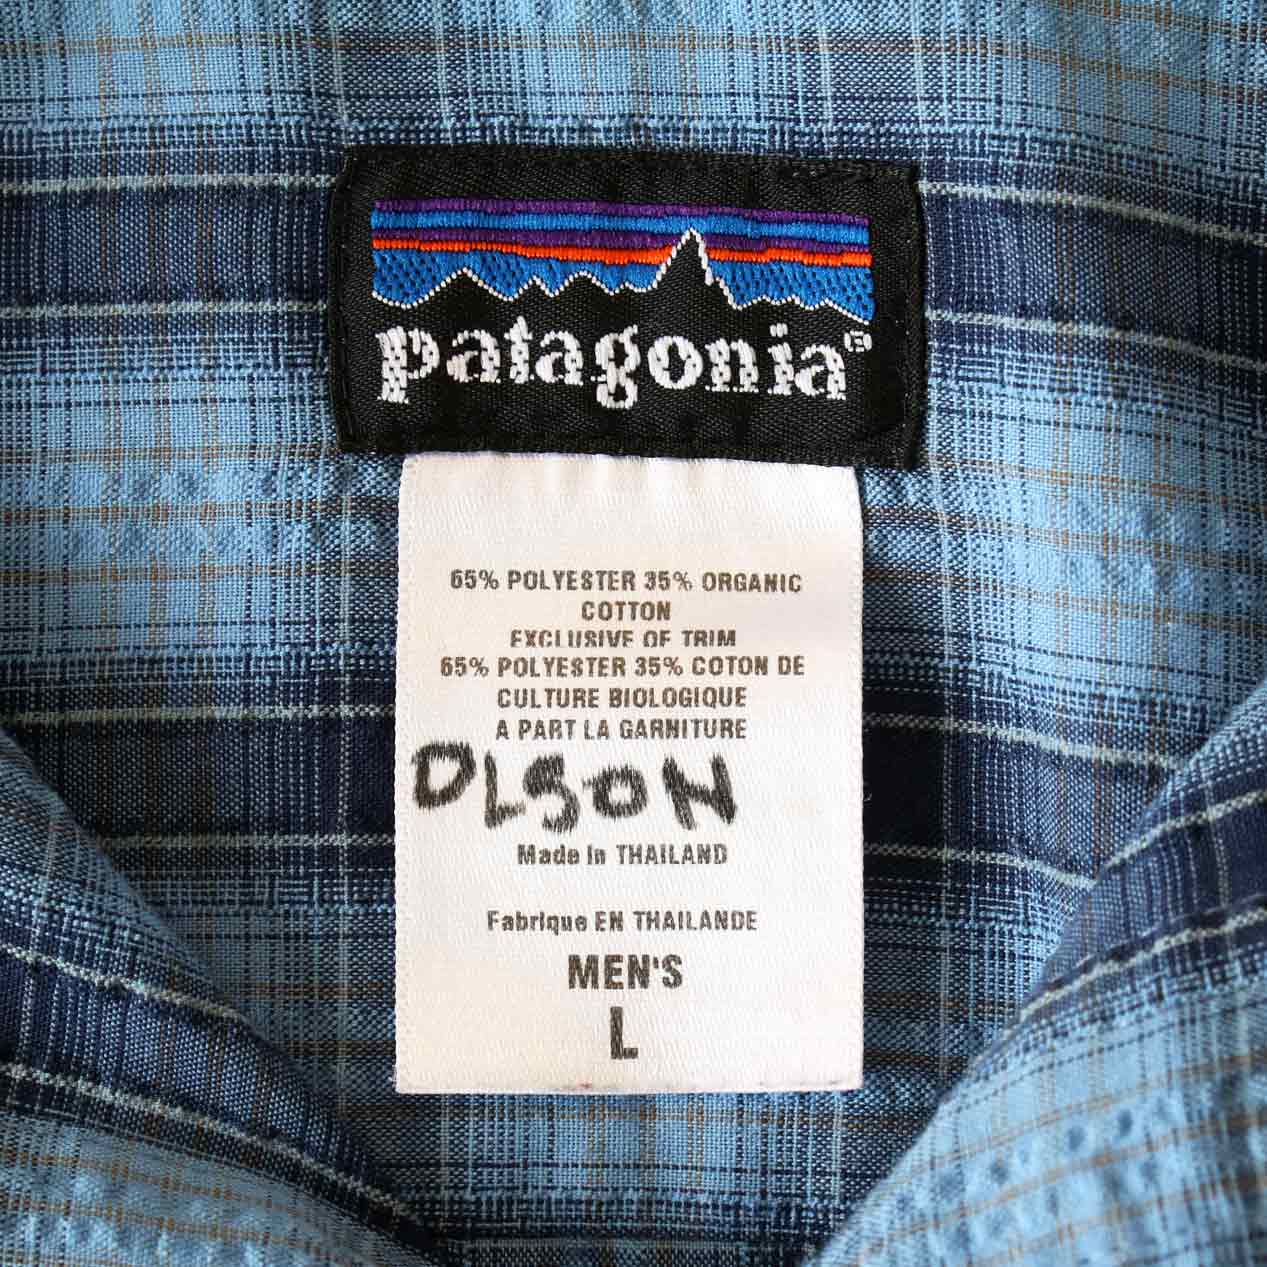 patagonia®
65% POLYESTER 35% ORGANIC
COTTON
EXCLUSIVE OF TRIM
65% POLYESTER 35% COTON DE
CULTURE BIOLOGIQUE
A PART LA GARNITURE
OLSON
Made in THAILAND
Fabrique EN THAILANDE
MEN'S
L